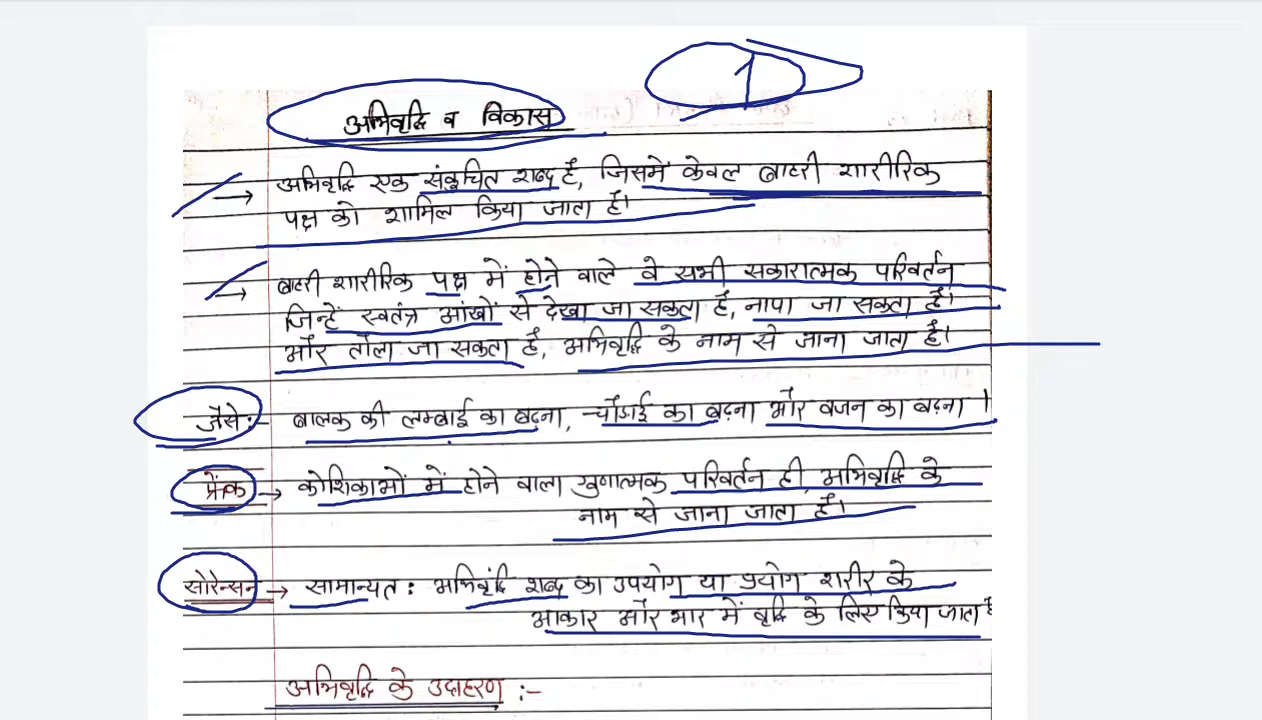 1
अभिवृद्धि व विकास
→ अभिवृद्धि एक संकुचित शब्द है, जिसमें केवल बाहरी शारीरिक
पक्ष को शामिल किया जाता है।
→ बाहरी शारीरिक पक्ष में होने वाले वे सभी सकारात्मक परिवर्तन
जिन्हें स्वतंत्र आंखों से देखा जा सकता है, नापा जा सकता है।
और तोला जा सकता है, अभिवृद्धि के नाम से जाना जाता है।
जैसे:- बालक की लम्बाई का बढ़ना, चौड़ाई का बढ़ना और वजन का बढ़ना।
फ्रेंक → कोशिकाओं में होने वाला गुणात्मक परिवर्तन ही, अभिवृद्धि के
नाम से जाना जाता है।
सोरेन्सन → सामान्यत: अभिवृद्धि शब्द का उपयोग या प्रयोग शरीर के
आकार और भार में वृद्धि के लिए किया जाता है
अभिवृद्धि के उदाहरण :-